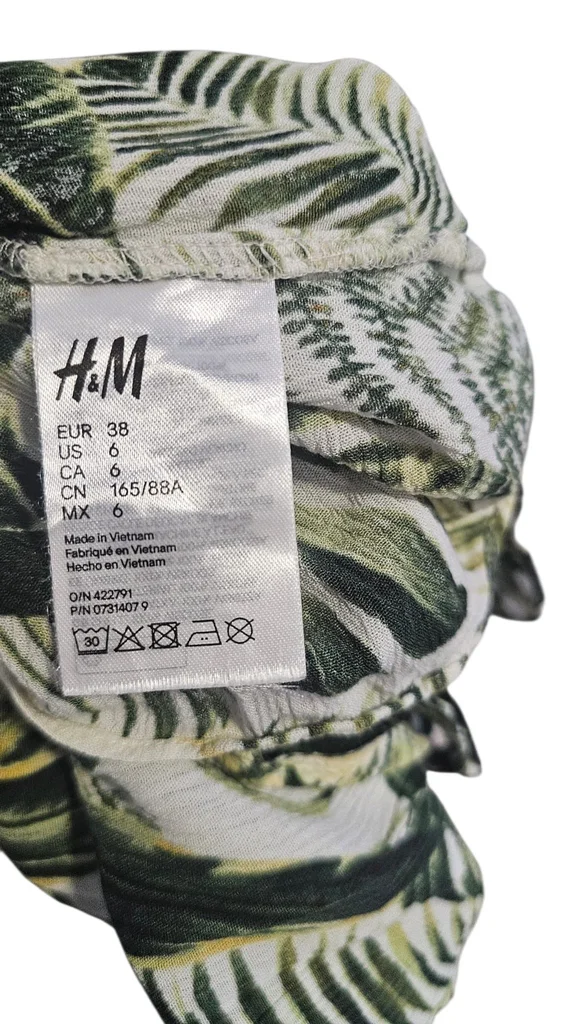 H&M
EUR 38
US 6
CA 6
CN 165/88A
MX 6
Made in Vietnam
Fabriqué en Vietnam
Hecho en Vietnam
O/N 422791
P/N 0731407 9
30